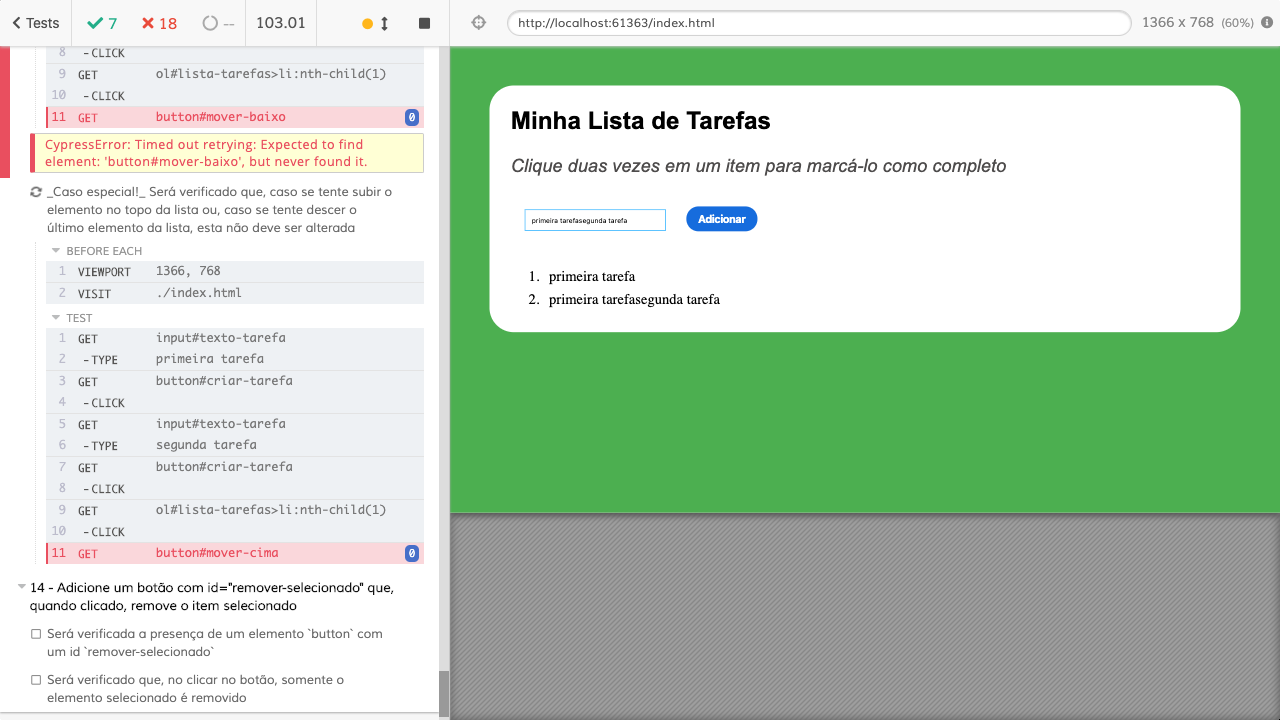 Tests 7 18 -- 103.01
8 -CLICK
9 GET ol#lista-tarefas>li:nth-child(1)
10 -CLICK
11 GET button#mover-baixo 0
CypressError: Timed out retrying: Expected to find
element: 'button#mover-baixo', but never found it.
_Caso especial!_ Será verificado que, caso se tente subir o
elemento no topo da lista ou, caso se tente descer o
último elemento da lista, esta não deve ser alterada
BEFORE EACH
1 VIEWPORT 1366, 768
2 VISIT ./index.html
TEST
1 GET input#texto-tarefa
2 -TYPE primeira tarefa
3 GET button#criar-tarefa
4 -CLICK
5 GET input#texto-tarefa
6 -TYPE segunda tarefa
7 GET button#criar-tarefa
8 -CLICK
9 GET ol#lista-tarefas>li:nth-child(1)
10 -CLICK
11 GET button#mover-cima 0
14 - Adicione um botão com id="remover-selecionado" que,
quando clicado, remove o item selecionado
Será verificada a presença de um elemento `button` com
um id `remover-selecionado`
Será verificado que, no clicar no botão, somente o
elemento selecionado é removido
http://localhost:61363/index.html 1366 x 768 (60%)
Minha Lista de Tarefas
Clique duas vezes em um item para marcá-lo como completo
primeira tarefasegunda tarefa Adicionar
1. primeira tarefa
2. primeira tarefasegunda tarefa